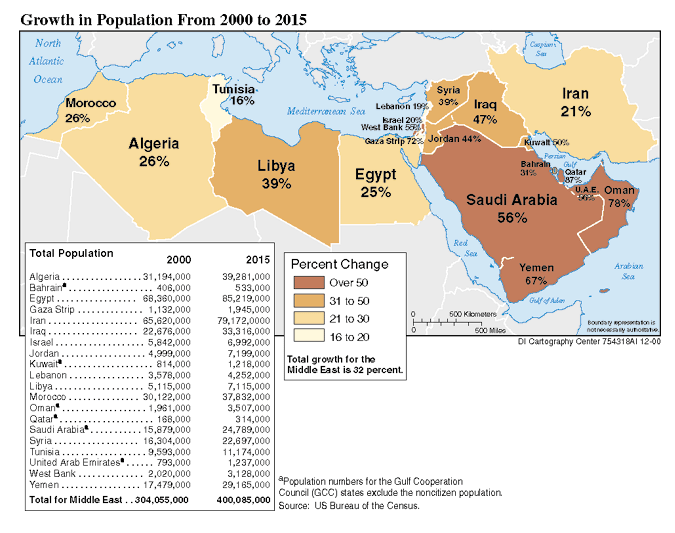 Growth in Population From 2000 to 2015
North
Atlantic
Ocean
Caspian
Sea
Tunisia
16%
Morocco
26%
Mediterranean Sea
Syria
39%
Lebanon 19%
Iraq
47%
Iran
21%
Israel 20%
West Bank 55%
Gaza Strip 72%
Jordan 44%
Kuwait 50%
Algeria
26%
Libya
39%
Egypt
25%
Persian
Gulf
Bahrain
31%
Qatar
87%
U.A.E.
56%
Oman
78%
Saudi Arabia
56%
Red
Sea
Yemen
67%
Arabian
Sea
Gulf of Aden
Total Population
2000 2015
Algeria 31,194,000 39,281,000
Bahrain a 406,000 533,000
Egypt 68,360,000 85,219,000
Gaza Strip 1,132,000 1,945,000
Iran 65,620,000 79,172,000
Iraq 22,676,000 33,316,000
Israel 5,842,000 6,992,000
Jordan 4,999,000 7,199,000
Kuwait a 814,000 1,218,000
Lebanon 3,578,000 4,252,000
Libya 5,115,000 7,115,000
Morocco 30,122,000 37,832,000
Oman a 1,961,000 3,507,000
Qatar a 168,000 314,000
Saudi Arabia a 15,879,000 24,789,000
Syria 16,304,000 22,697,000
Tunisia 9,593,000 11,174,000
United Arab Emirates a 793,000 1,237,000
West Bank 2,020,000 3,128,000
Yemen 17,479,000 29,165,000
Total for Middle East 304,055,000 400,085,000
Percent Change
Over 50
31 to 50
21 to 30
16 to 20
Total growth for the
Middle East is 32 percent.
0 500 Kilometers
0 500 Miles
Boundary representation is
not necessarily authoritative.
DI Cartography Center 754318AI 12-00
a Population numbers for the Gulf Cooperation
Council (GCC) states exclude the noncitizen population.
Source: US Bureau of the Census.